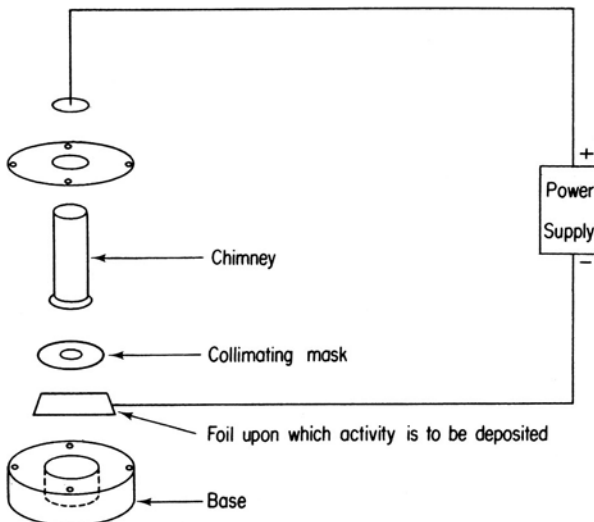 +
Power
Supply
−
Chimney
Collimating mask
Foil upon which activity is to be deposited
Base